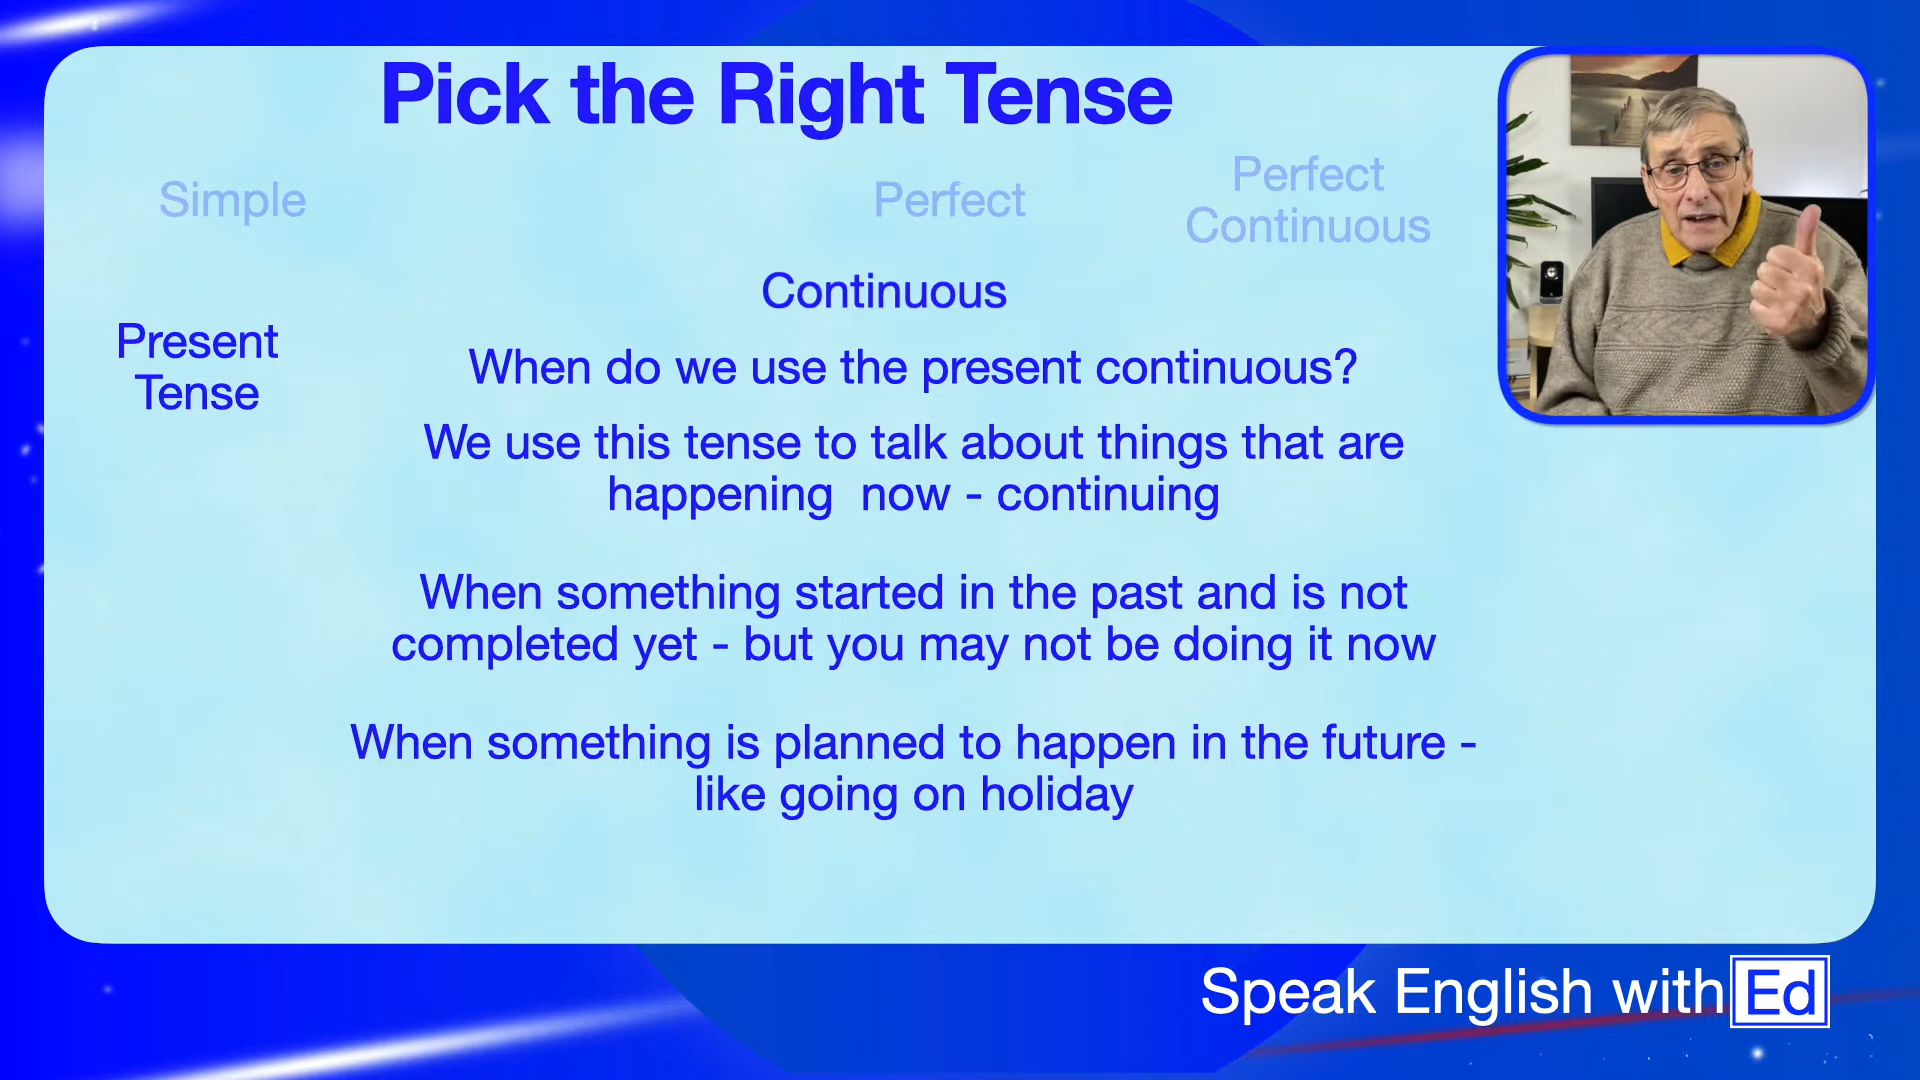 Pick the Right Tense
Simple
Perfect
Perfect
Continuous
Continuous
Present
Tense
When do we use the present continuous?
We use this tense to talk about things that are
happening  now - continuing
When something started in the past and is not
completed yet - but you may not be doing it now
When something is planned to happen in the future -
like going on holiday
Speak English with Ed